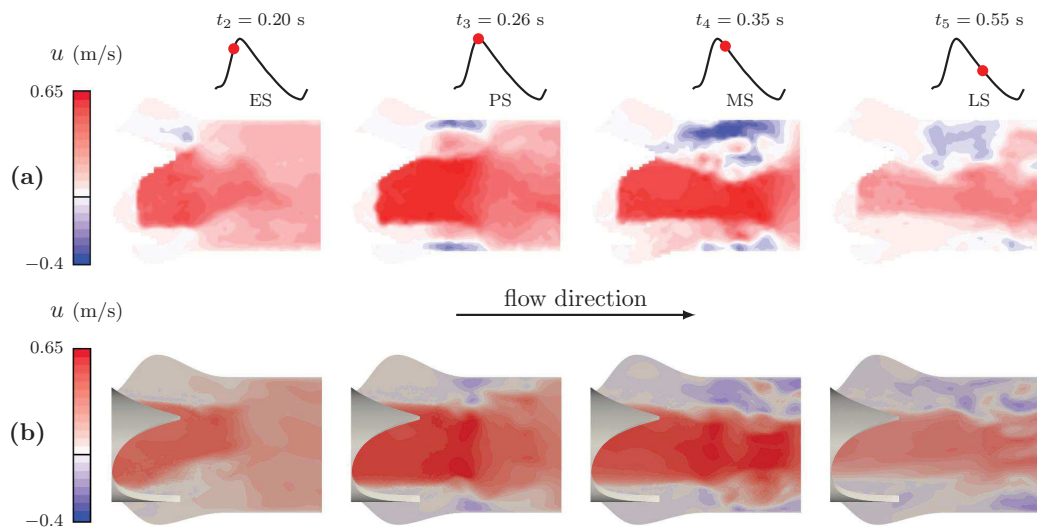 t₂ = 0.20 s
t₃ = 0.26 s
t₄ = 0.35 s
t₅ = 0.55 s
u (m/s)
ES
PS
MS
LS
0.65
(a)
−0.4
u (m/s)
flow direction
0.65
(b)
−0.4